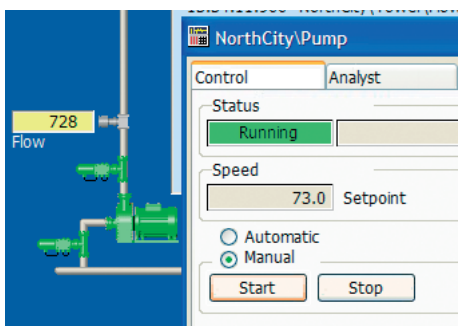 NorthCity\Pump
Control
Analyst
Status
728
Running
Flow
Speed
73.0 Setpoint
Automatic
Manual
Start
Stop